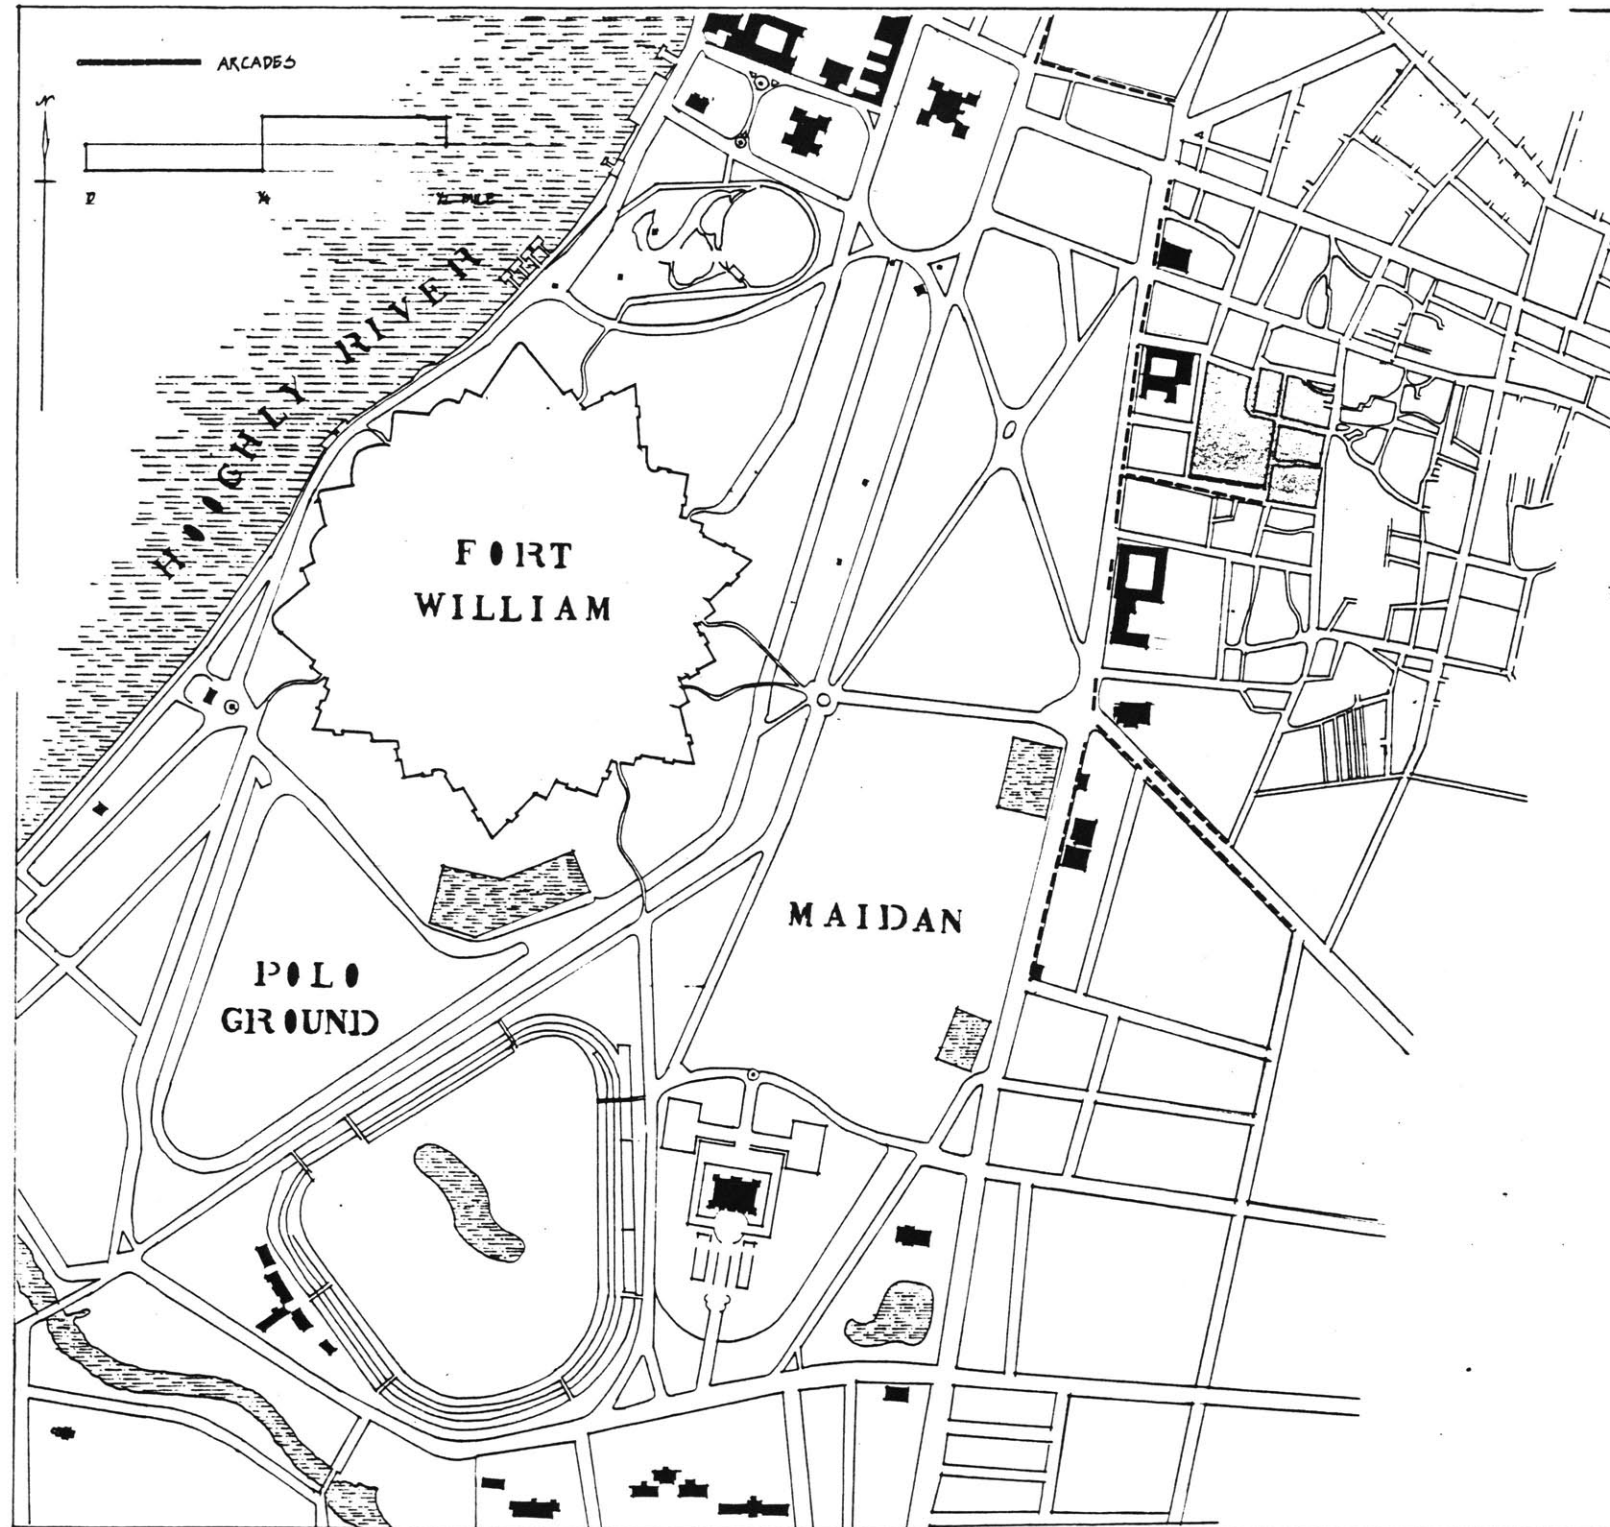 ARCADES
N
0 ¼ ½ MILE
HOOGHLY RIVER
FORT
WILLIAM
MAIDAN
POLO
GROUND